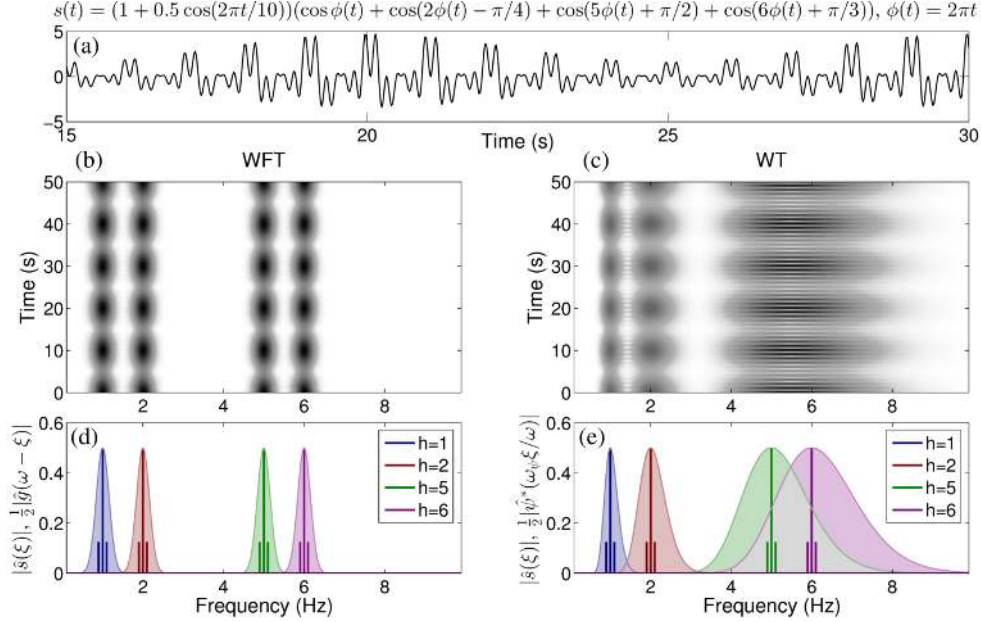 s(t) = (1 + 0.5 cos(2πt/10))(cos ϕ(t) + cos(2ϕ(t) − π/4) + cos(5ϕ(t) + π/2) + cos(6ϕ(t) + π/3)), ϕ(t) = 2πt
(a)
5
0
−5
15 20 25 30
Time (s)
(b) WFT
(c) WT
Time (s)
50
40
30
20
10
0
2 4 6 8
Time (s)
50
40
30
20
10
0
2 4 6 8
(d)
|ŝ(ξ)|, ½|ĝ(ω − ξ)|
0.6
0.4
0.2
0
h=1
h=2
h=5
h=6
2 4 6 8
Frequency (Hz)
(e)
|ŝ(ξ)|, ½|ψ̂*(ω_ψξ/ω)|
0.6
0.4
0.2
0
h=1
h=2
h=5
h=6
2 4 6 8
Frequency (Hz)